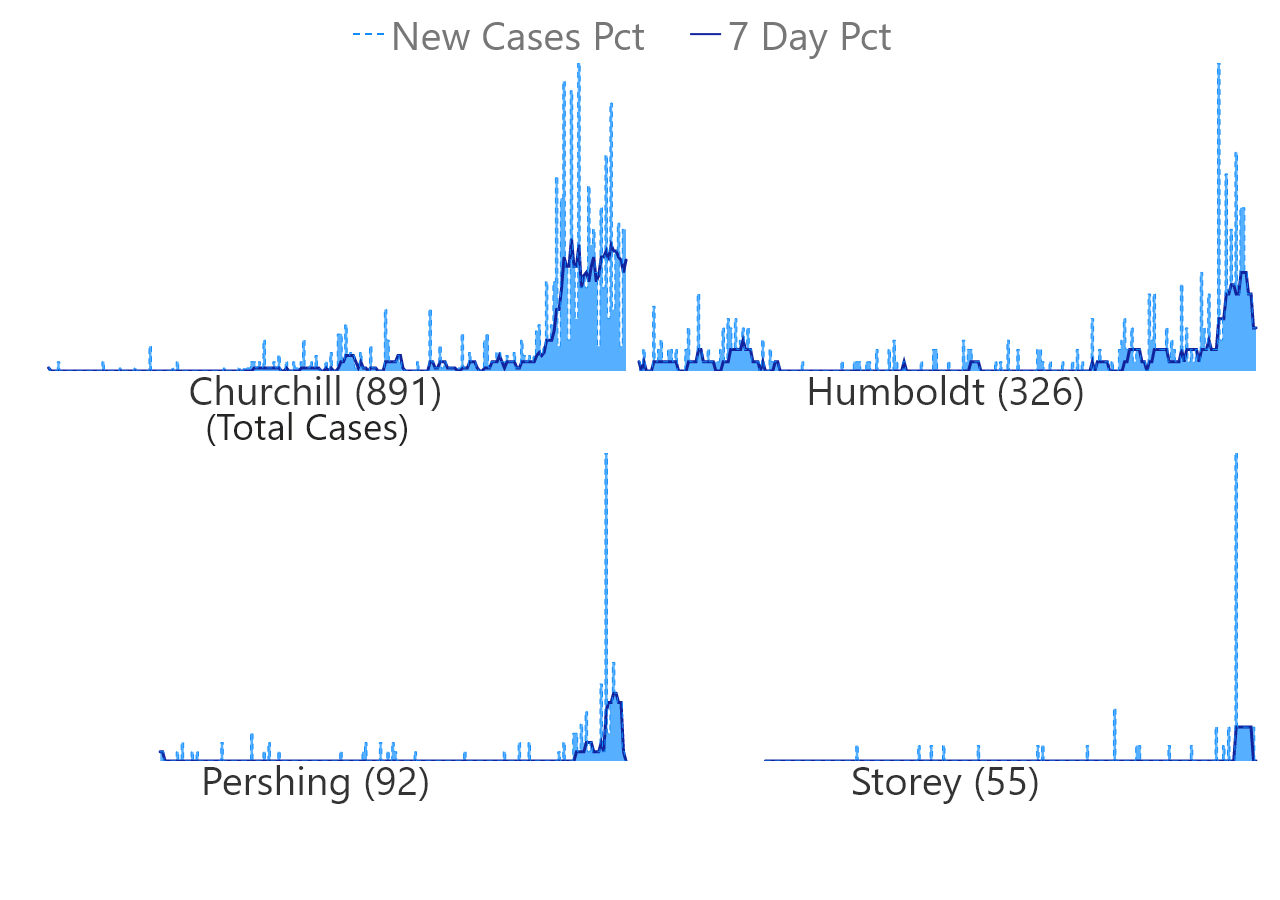 New Cases Pct 7 Day Pct
Churchill (891) Humboldt (326)
(Total Cases)
Pershing (92) Storey (55)